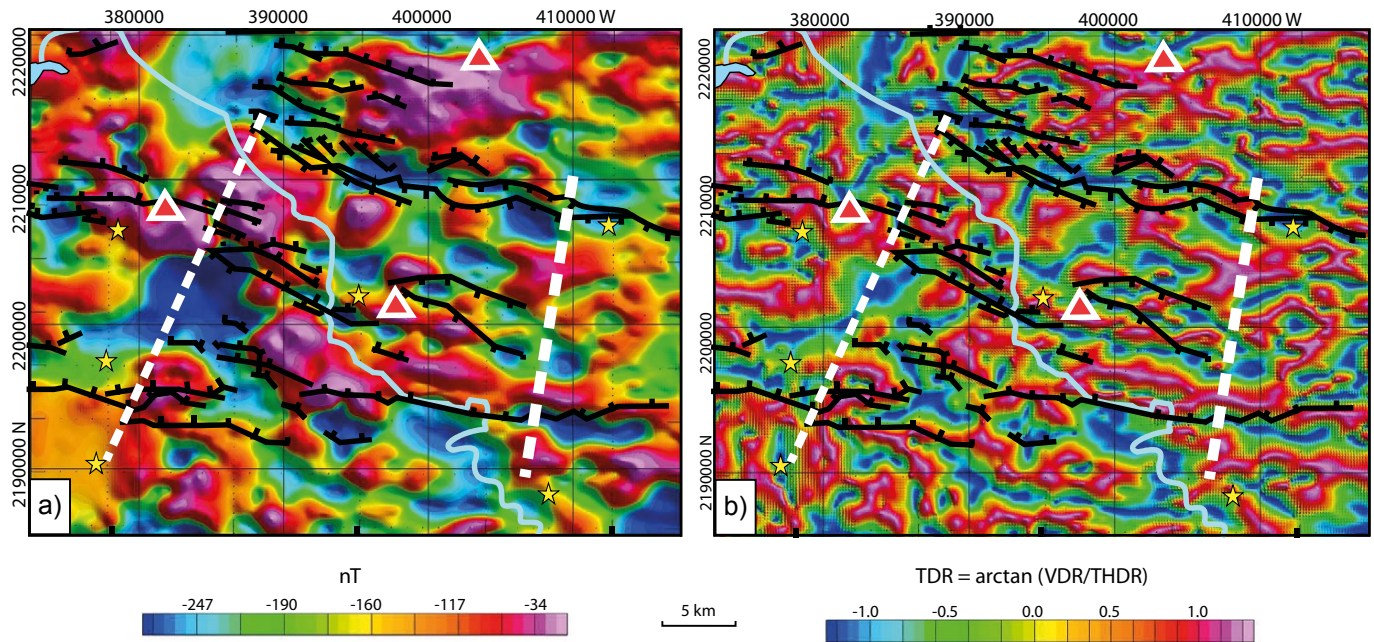 380000 390000 400000 410000 W
380000 390000 400000 410000 W
2220000
2210000
2200000
2190000 N
2220000
2210000
2200000
2190000 N
a)
b)
nT
TDR = arctan (VDR/THDR)
-247 -190 -160 -117 -34
5 km
-1.0 -0.5 0.0 0.5 1.0